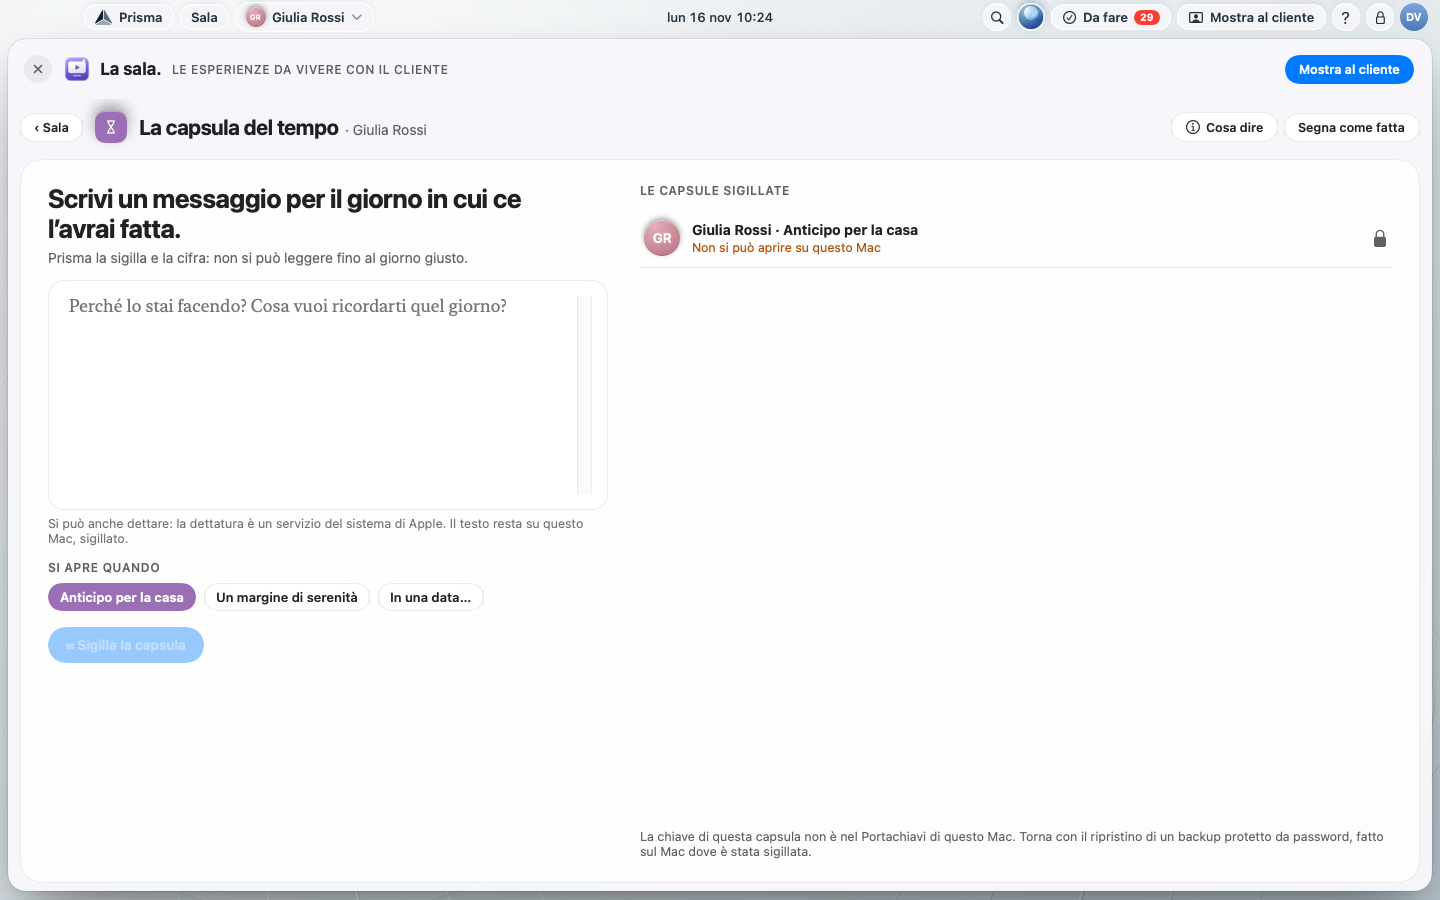 Prisma
Sala
GR Giulia Rossi
lun 16 nov 10:24
Da fare 29
Mostra al cliente
?
DV
La sala. LE ESPERIENZE DA VIVERE CON IL CLIENTE
Mostra al cliente
‹ Sala
La capsula del tempo · Giulia Rossi
Cosa dire
Segna come fatta
Scrivi un messaggio per il giorno in cui ce
l’avrai fatta.
Prisma la sigilla e la cifra: non si può leggere fino al giorno giusto.
Perché lo stai facendo? Cosa vuoi ricordarti quel giorno?
Si può anche dettare: la dettatura è un servizio del sistema di Apple. Il testo resta su questo
Mac, sigillato.
SI APRE QUANDO
Anticipo per la casa
Un margine di serenità
In una data...
Sigilla la capsula
LE CAPSULE SIGILLATE
GR
Giulia Rossi · Anticipo per la casa
Non si può aprire su questo Mac
La chiave di questa capsula non è nel Portachiavi di questo Mac. Torna con il ripristino di un backup protetto da password, fatto
sul Mac dove è stata sigillata.